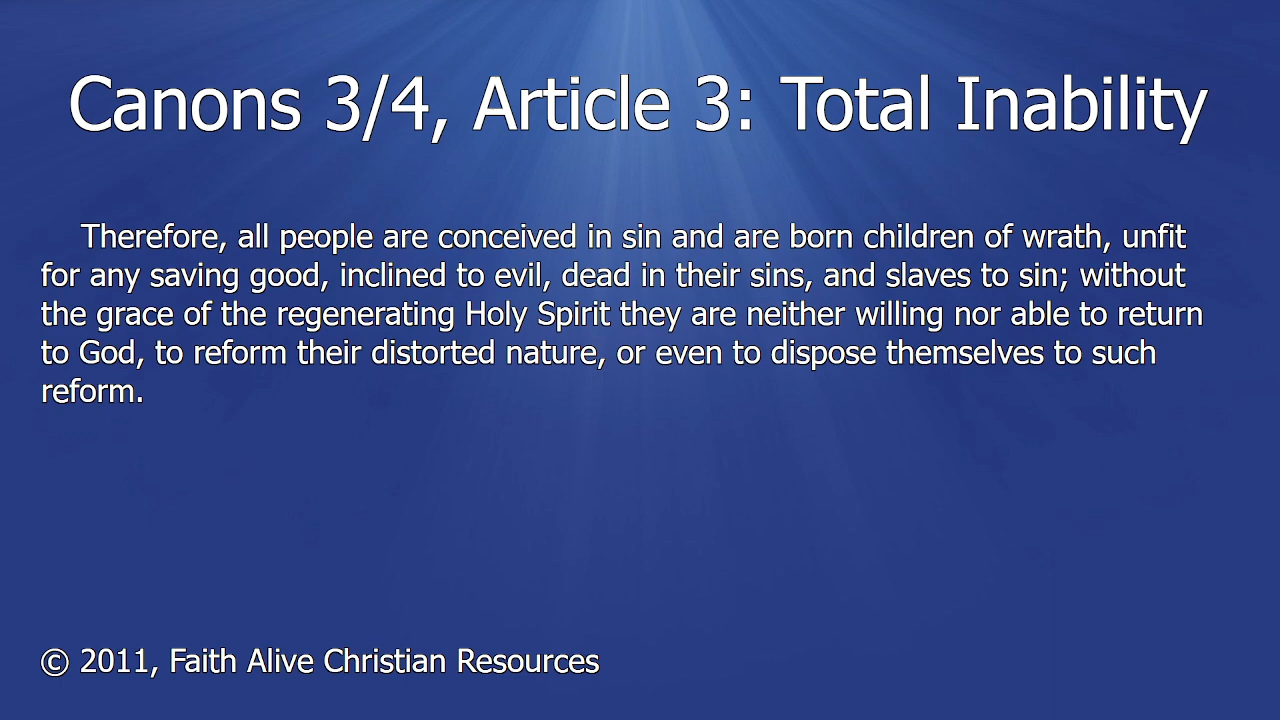 Canons 3/4, Article 3: Total Inability
Therefore, all people are conceived in sin and are born children of wrath, unfit
for any saving good, inclined to evil, dead in their sins, and slaves to sin; without
the grace of the regenerating Holy Spirit they are neither willing nor able to return
to God, to reform their distorted nature, or even to dispose themselves to such
reform.
© 2011, Faith Alive Christian Resources